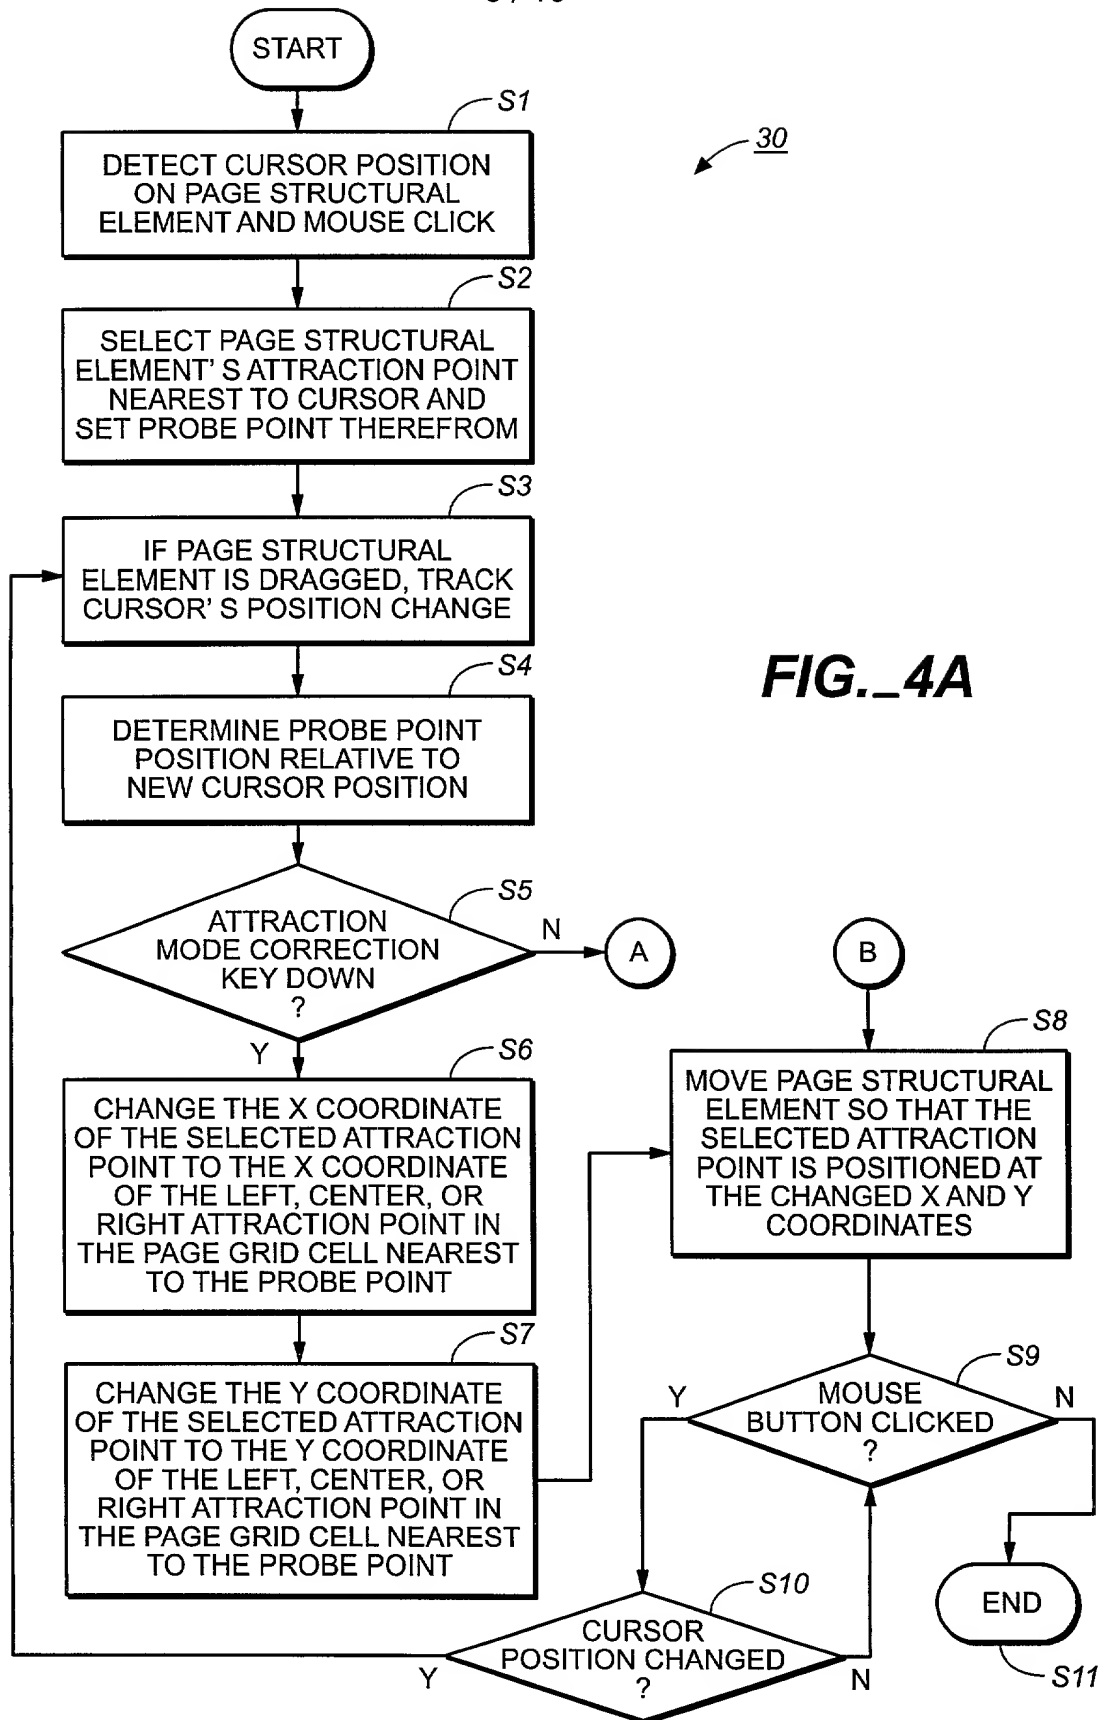 START
S1
30
DETECT CURSOR POSITION
ON PAGE STRUCTURAL
ELEMENT AND MOUSE CLICK
S2
SELECT PAGE STRUCTURAL
ELEMENT'S ATTRACTION POINT
NEAREST TO CURSOR AND
SET PROBE POINT THEREFROM
S3
IF PAGE STRUCTURAL
ELEMENT IS DRAGGED, TRACK
CURSOR'S POSITION CHANGE
FIG._4A
S4
DETERMINE PROBE POINT
POSITION RELATIVE TO
NEW CURSOR POSITION
S5
ATTRACTION
MODE CORRECTION
KEY DOWN
?
N
A
B
Y
S6
CHANGE THE X COORDINATE
OF THE SELECTED ATTRACTION
POINT TO THE X COORDINATE
OF THE LEFT, CENTER, OR
RIGHT ATTRACTION POINT IN
THE PAGE GRID CELL NEAREST
TO THE PROBE POINT
S7
CHANGE THE Y COORDINATE
OF THE SELECTED ATTRACTION
POINT TO THE Y COORDINATE
OF THE LEFT, CENTER, OR
RIGHT ATTRACTION POINT IN
THE PAGE GRID CELL NEAREST
TO THE PROBE POINT
S8
MOVE PAGE STRUCTURAL
ELEMENT SO THAT THE
SELECTED ATTRACTION
POINT IS POSITIONED AT
THE CHANGED X AND Y
COORDINATES
S9
MOUSE
BUTTON CLICKED
?
Y
N
S10
CURSOR
POSITION CHANGED
?
Y
N
END
S11